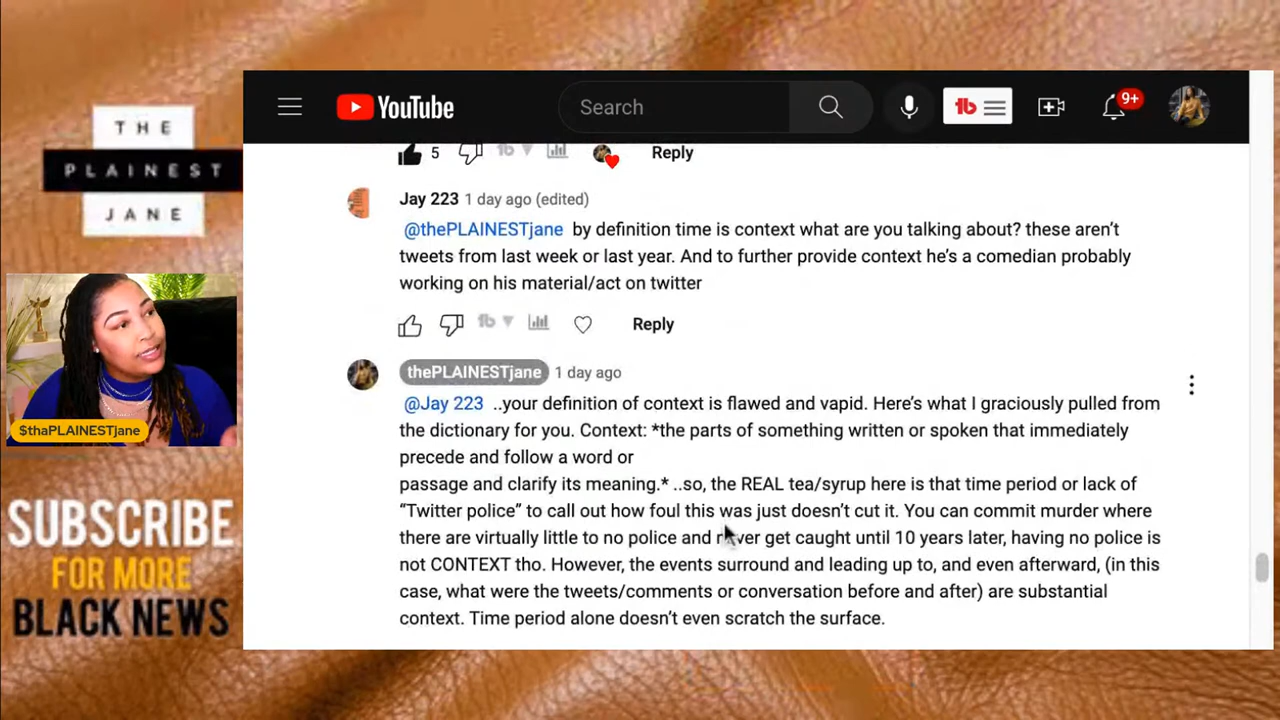 THE
PLAINEST
JANE
$thaPLAINESTjane
SUBSCRIBE
FOR MORE
BLACK NEWS
YouTube
Search
tb
9+
5
tb
Reply
Jay 223 1 day ago (edited)
@thePLAINESTjane by definition time is context what are you talking about? these aren't
tweets from last week or last year. And to further provide context he's a comedian probably
working on his material/act on twitter
tb
Reply
thePLAINESTjane 1 day ago
@Jay 223 ..your definition of context is flawed and vapid. Here's what I graciously pulled from
the dictionary for you. Context: *the parts of something written or spoken that immediately
precede and follow a word or
passage and clarify its meaning.* ..so, the REAL tea/syrup here is that time period or lack of
“Twitter police” to call out how foul this was just doesn't cut it. You can commit murder where
there are virtually little to no police and never get caught until 10 years later, having no police is
not CONTEXT tho. However, the events surround and leading up to, and even afterward, (in this
case, what were the tweets/comments or conversation before and after) are substantial
context. Time period alone doesn't even scratch the surface.